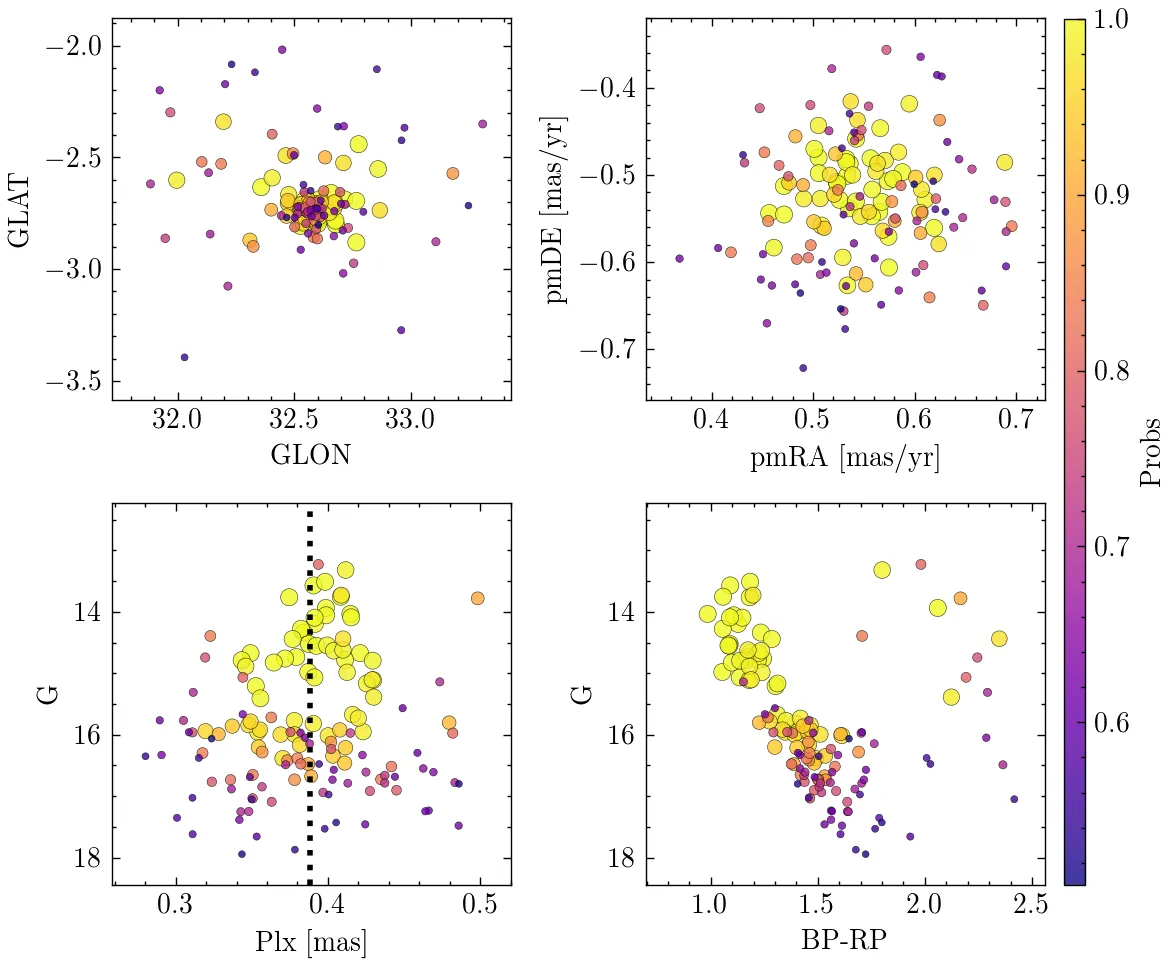 −2.0
−2.5
−3.0
−3.5
GLAT
32.0 32.5 33.0
GLON
−0.4
−0.5
−0.6
−0.7
pmDE [mas/yr]
0.4 0.5 0.6 0.7
pmRA [mas/yr]
1.0
0.9
0.8
0.7
0.6
Probs
14
16
18
G
0.3 0.4 0.5
Plx [mas]
14
16
18
G
1.0 1.5 2.0 2.5
BP-RP